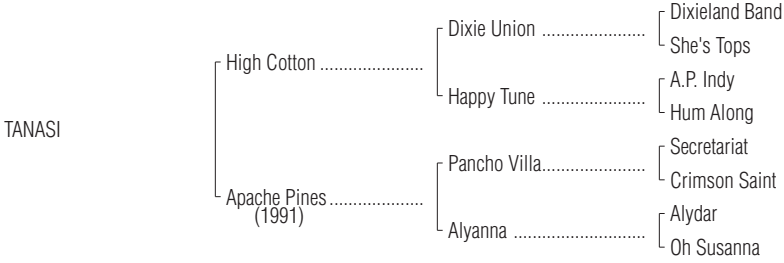 Dixieland Band
Dixie Union ......................
She's Tops
High Cotton ......................
A.P. Indy
Happy Tune ......................
Hum Along
TANASI
Secretariat
Pancho Villa......................
Crimson Saint
Apache Pines ....................
(1991)
Alydar
Alyanna ............................
Oh Susanna